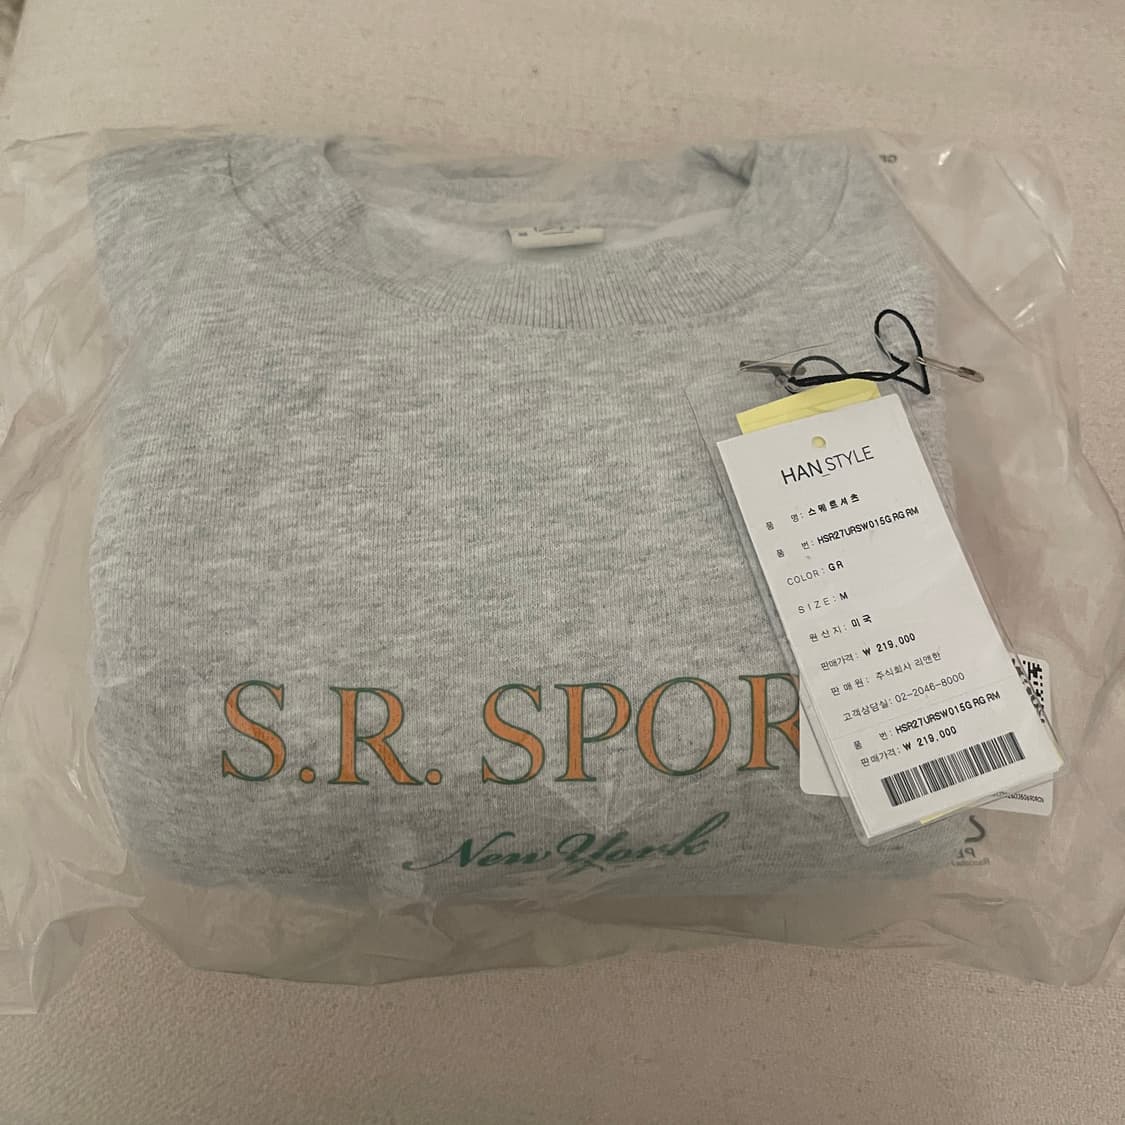 S.R. SPOR
New York
HAN_STYLE
품 명: 스웨트셔츠
품 번: HSR27URSW015G RG RM
COLOR: GR
SIZE: M
원산지: 미국
판매가격: ₩ 219,000
판매원: 주식회사 리앤한
고객상담실: 02-2046-8000
품 번: HSR27URSW015G RG RM
판매가격: ₩ 219,000